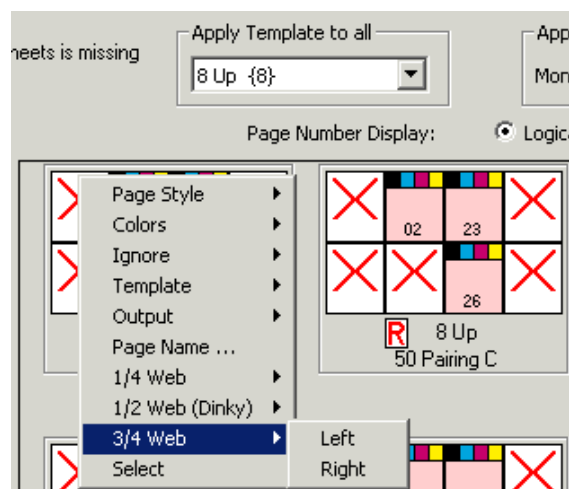 Apply Template to all
App
neets is missing
8 Up {8}
Mon
Page Number Display:
Logica
Page Style
Colors
Ignore
Template
Output
Page Name ...
1/4 Web
1/2 Web (Dinky)
3/4 Web
Select
Left
Right
02
23
26
R
8 Up
50 Pairing C